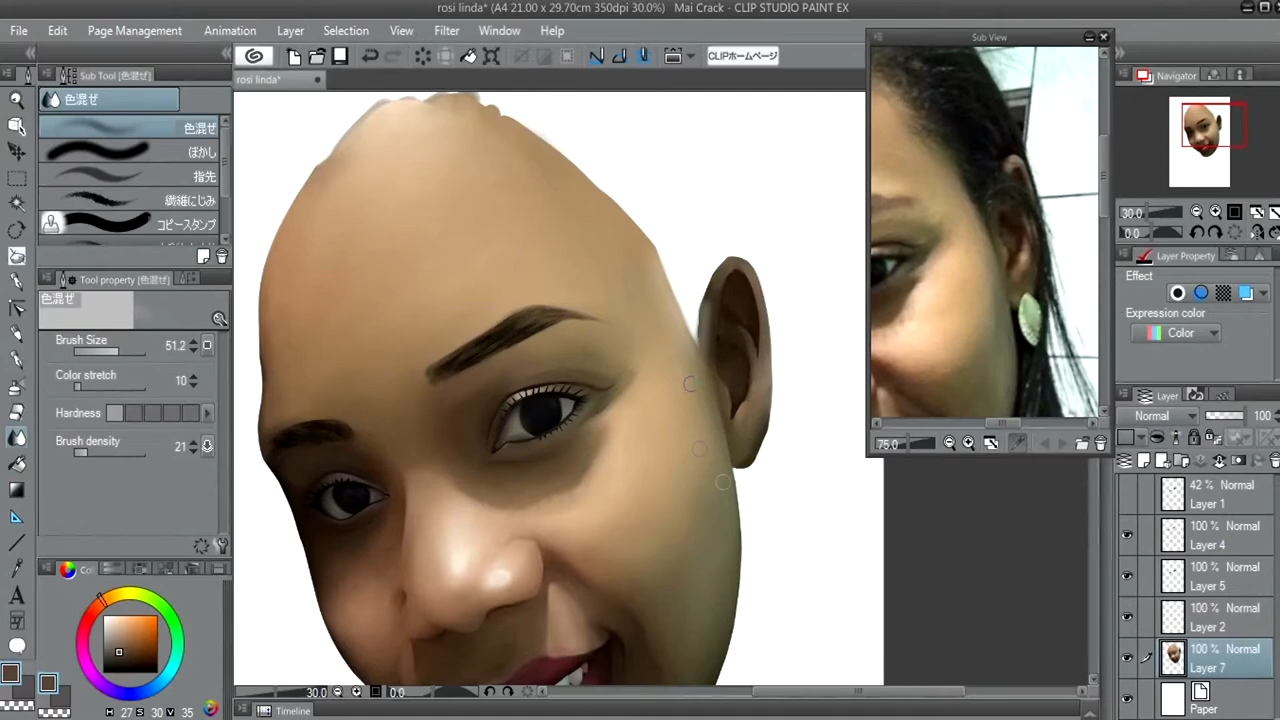 rosi linda* (A4 21.00 x 29.70cm 350dpi 30.0%)  Mai Crack - CLIP STUDIO PAINT EX
File Edit Page Management Animation Layer Selection View Filter Window Help
CLIPホームページ
rosi linda*
Sub Tool [色混ぜ]
色混ぜ
色混ぜ
ぼかし
指先
繊維にじみ
コピースタンプ
Tool property [色混ぜ]
色混ぜ
Brush Size 51.2
Color stretch 10
Hardness
Brush density 21
H 27 S 30 V 35
30.0 0.0
Timeline
Sub View
75.0
Navigator
30.0
0.0
Layer Property
Effect
Expression color
Color
Layer
Normal 100
42 % Normal
Layer 1
100 % Normal
Layer 4
100 % Normal
Layer 5
100 % Normal
Layer 2
100 % Normal
Layer 7
Paper